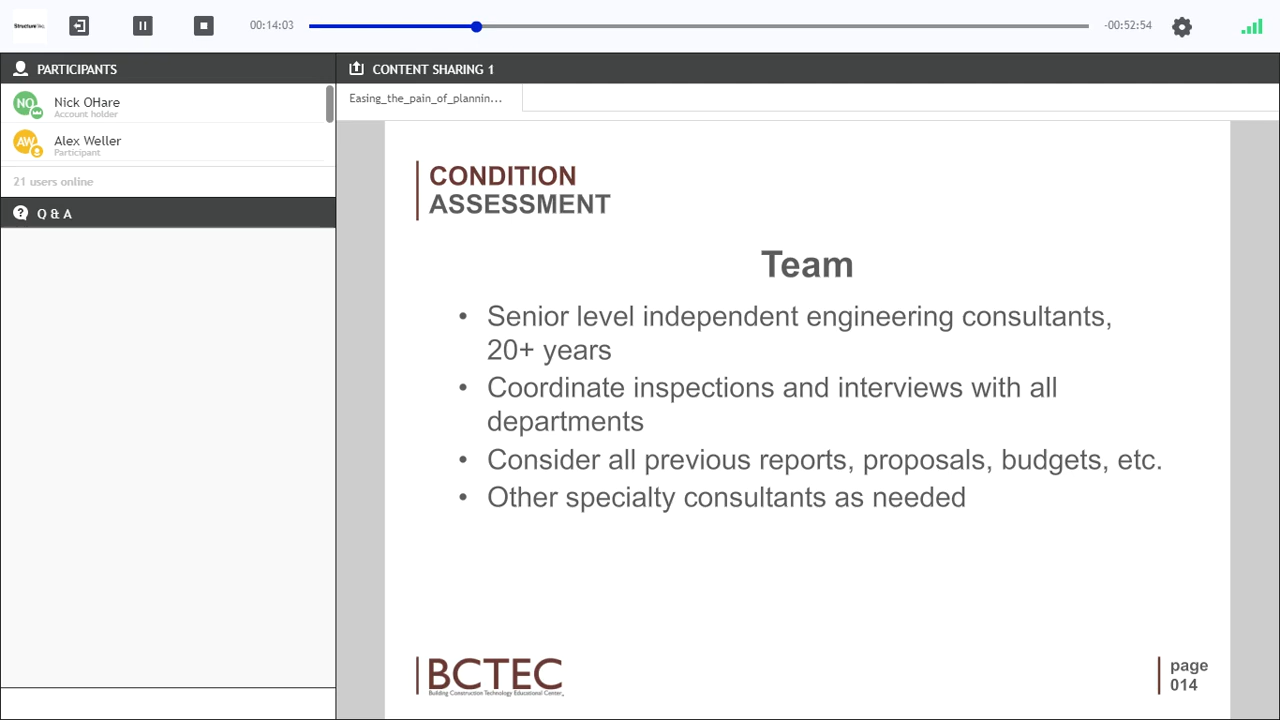 StructureTec
00:14:03
-00:52:54
PARTICIPANTS
NO
Nick OHare
Account holder
AW
Alex Weller
Participant
21 users online
Q & A
CONTENT SHARING 1
Easing_the_pain_of_plannin...
CONDITION
ASSESSMENT
Team
• Senior level independent engineering consultants,
20+ years
• Coordinate inspections and interviews with all
departments
• Consider all previous reports, proposals, budgets, etc.
• Other specialty consultants as needed
BCTEC
Building Construction Technology Educational Center
page
014